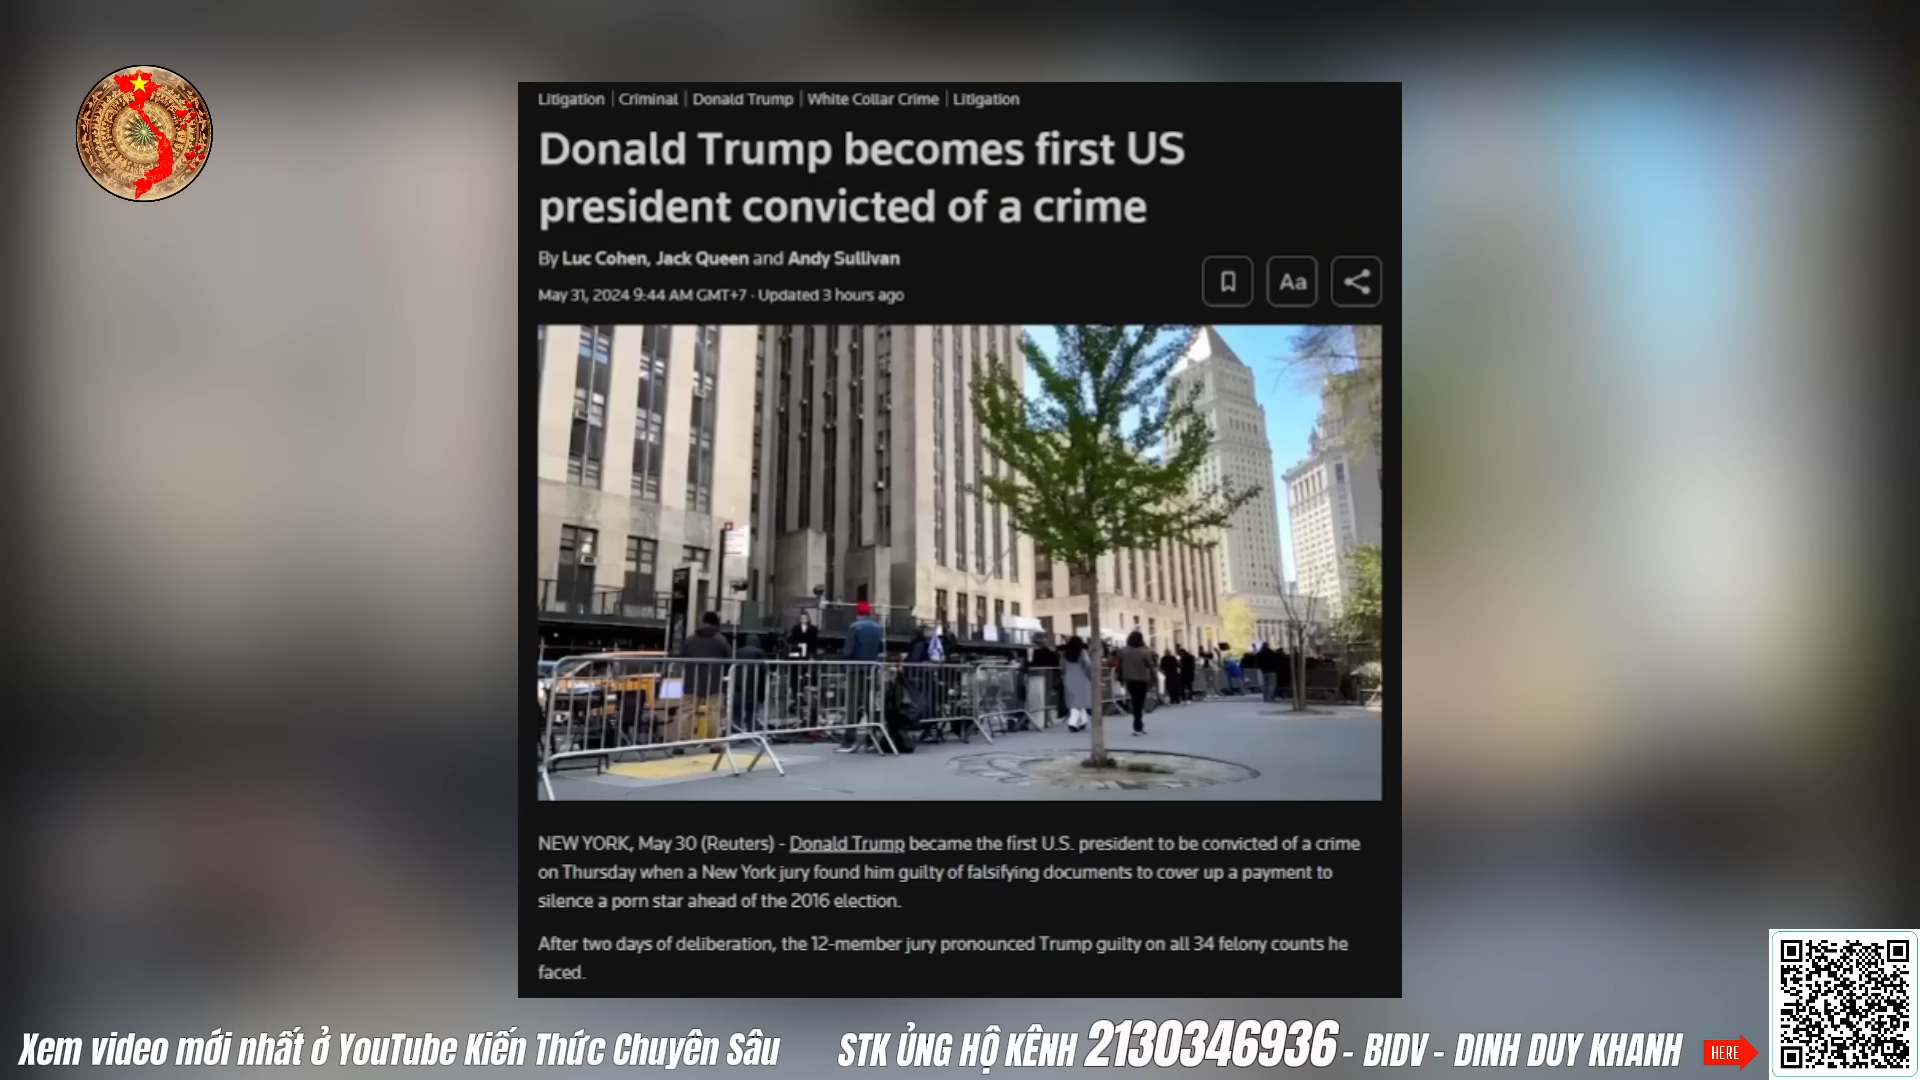 Litigation | Criminal | Donald Trump | White Collar Crime | Litigation
Donald Trump becomes first US
president convicted of a crime
By Luc Cohen, Jack Queen and Andy Sullivan
May 31, 2024 9:44 AM GMT+7 · Updated 3 hours ago
Aa
NEW YORK, May 30 (Reuters) - Donald Trump became the first U.S. president to be convicted of a crime
on Thursday when a New York jury found him guilty of falsifying documents to cover up a payment to
silence a porn star ahead of the 2016 election.
After two days of deliberation, the 12-member jury pronounced Trump guilty on all 34 felony counts he
faced.
Xem video mới nhất ở YouTube Kiến Thức Chuyên Sâu
STK ỦNG HỘ KÊNH 2130346936 - BIDV - DINH DUY KHANH
HERE